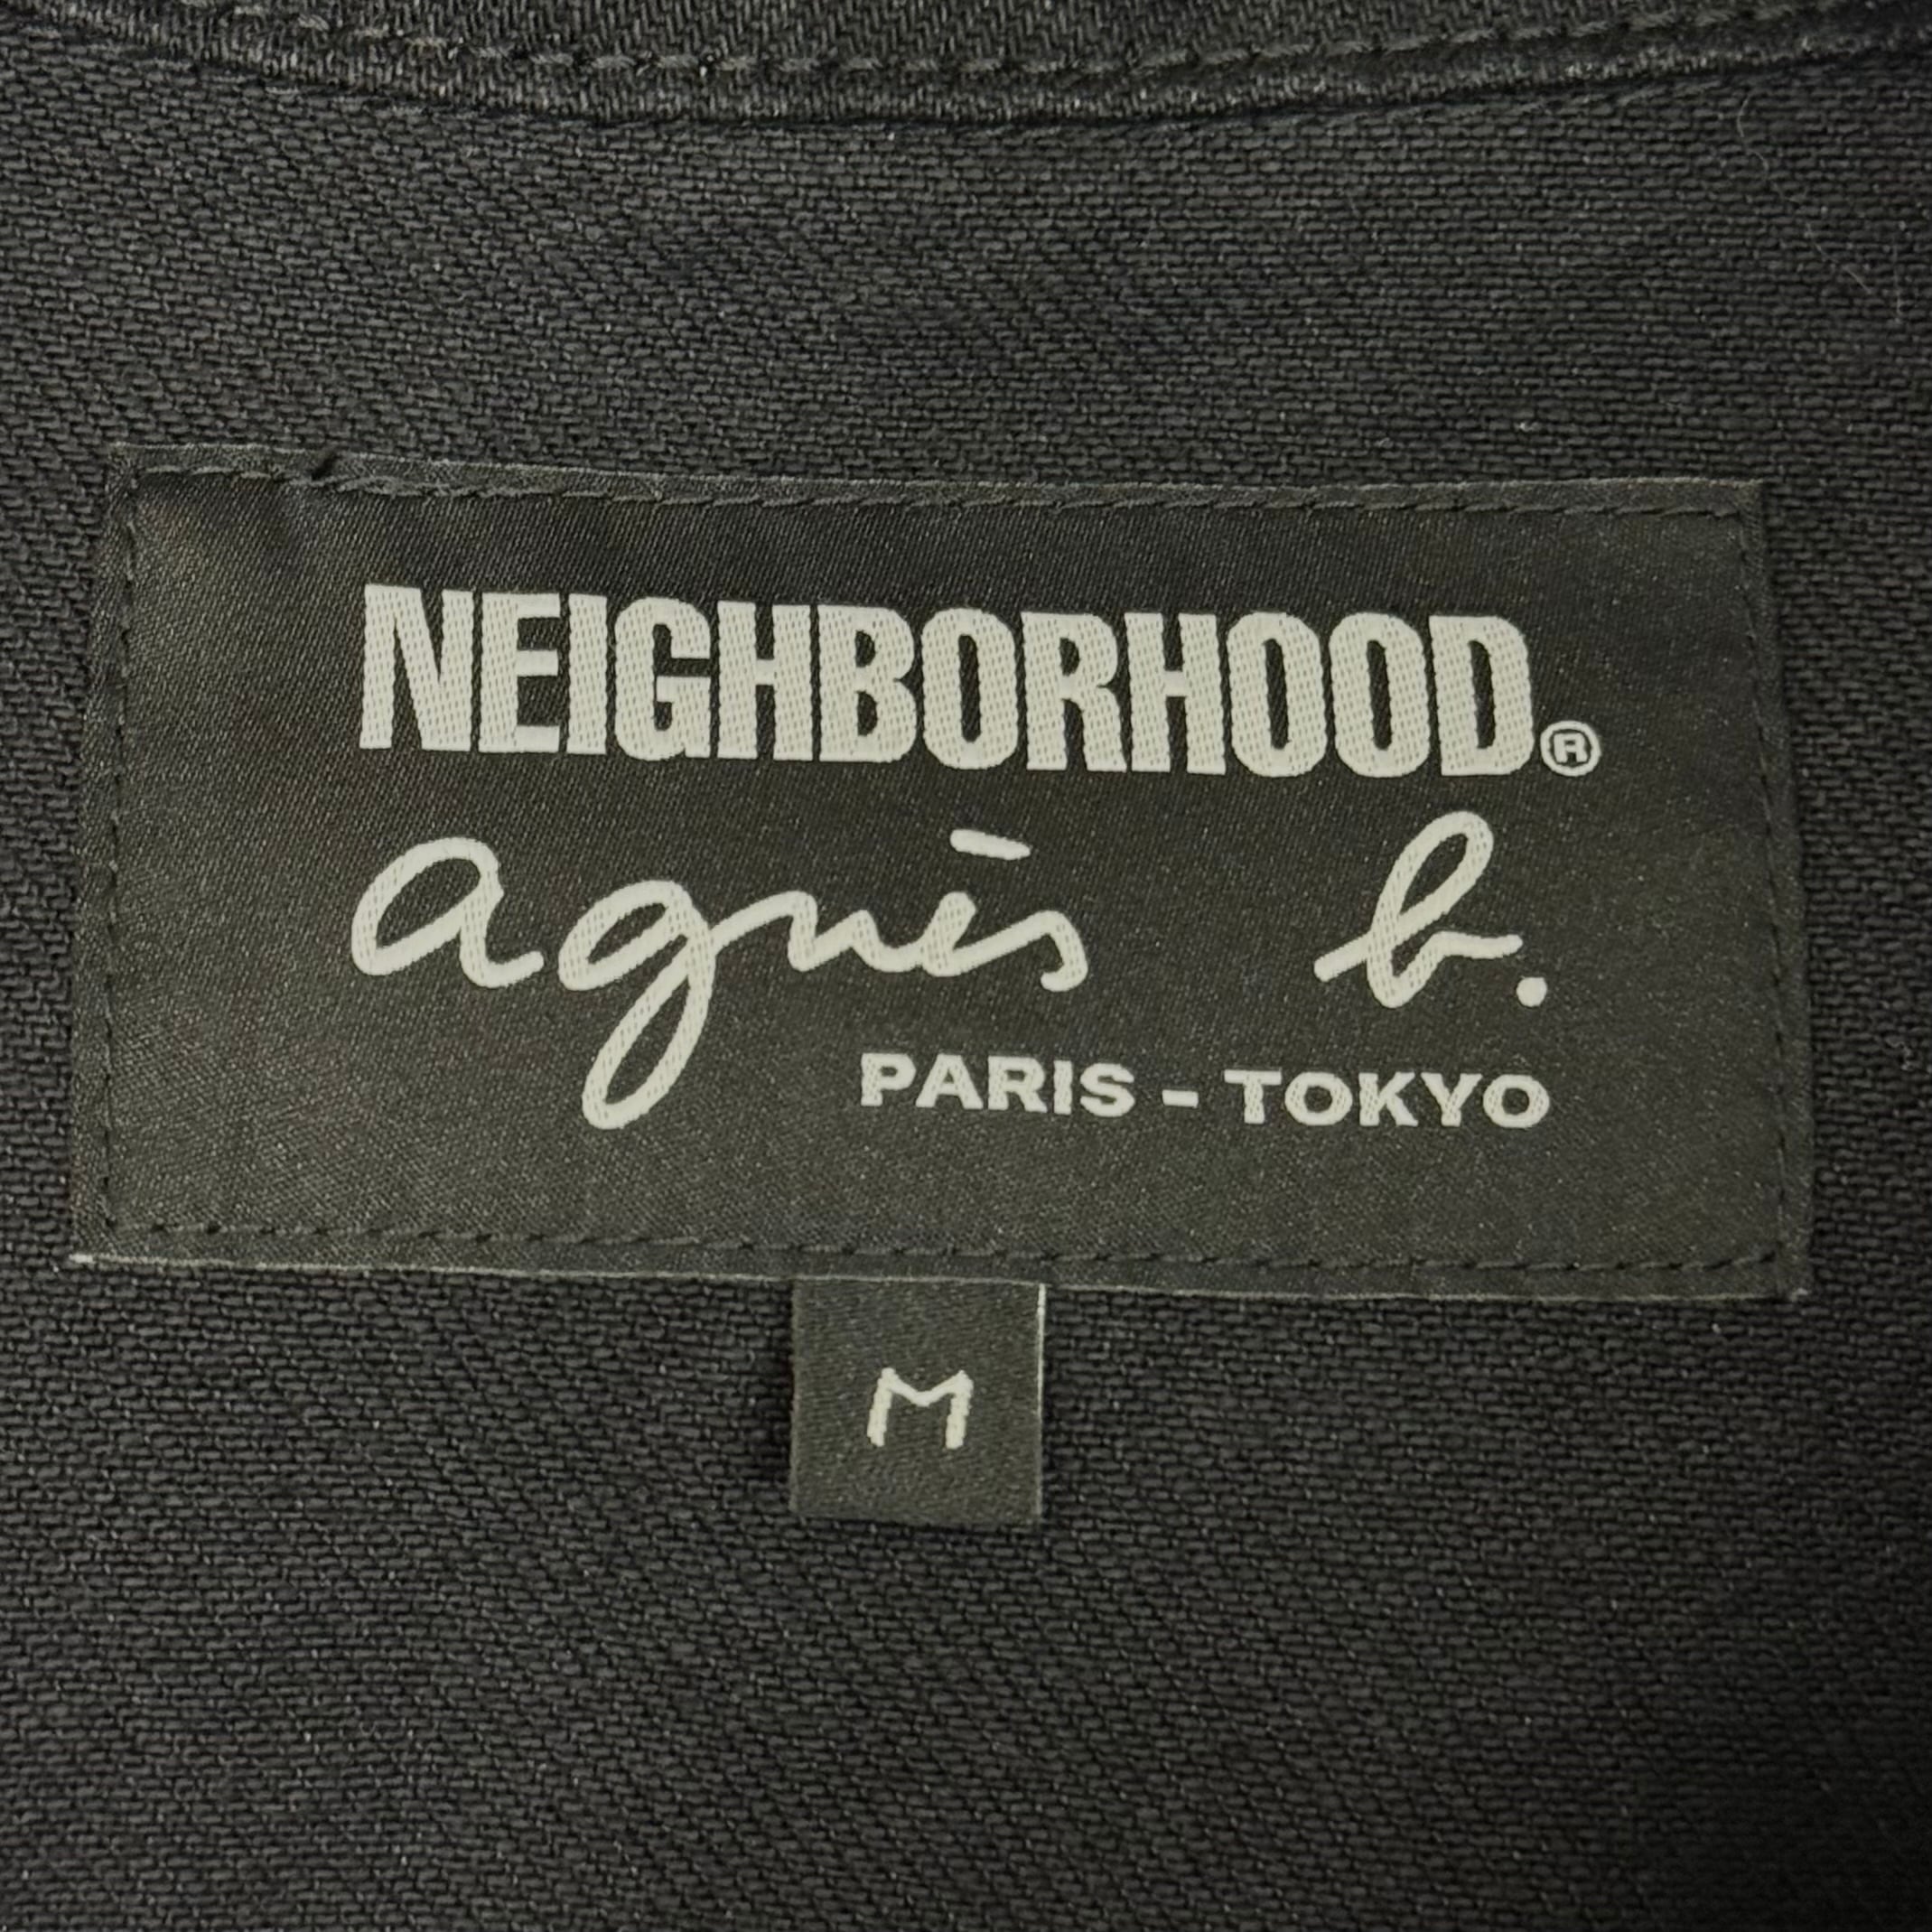 NEIGHBORHOOD®
agnès b.
PARIS - TOKYO
M